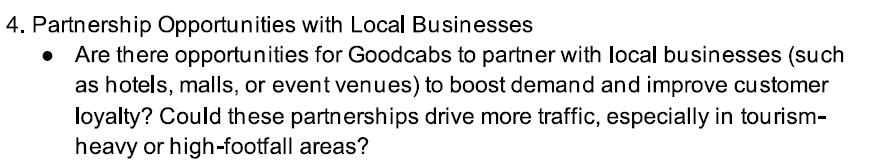 4. Partnership Opportunities with Local Businesses
● Are there opportunities for Goodcabs to partner with local businesses (such
as hotels, malls, or event venues) to boost demand and improve customer
loyalty? Could these partnerships drive more traffic, especially in tourism-
heavy or high-footfall areas?